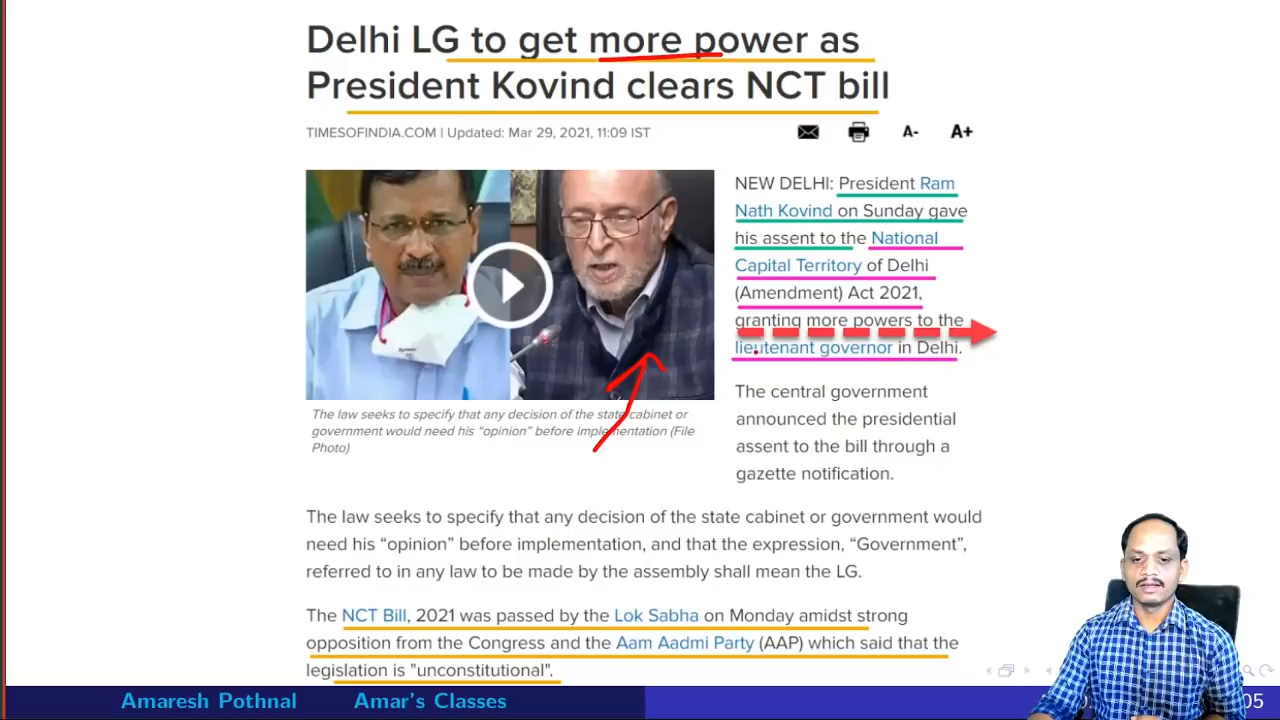 Delhi LG to get more power as
President Kovind clears NCT bill
TIMESOFINDIA.COM | Updated: Mar 29, 2021, 11:09 IST
A- A+
NEW DELHI: President Ram
Nath Kovind on Sunday gave
his assent to the National
Capital Territory of Delhi
(Amendment) Act 2021,
granting more powers to the
lieutenant governor in Delhi.
The central government
announced the presidential
assent to the bill through a
gazette notification.
The law seeks to specify that any decision of the state cabinet or
government would need his “opinion” before implementation (File
Photo)
The law seeks to specify that any decision of the state cabinet or government would
need his “opinion” before implementation, and that the expression, “Government”,
referred to in any law to be made by the assembly shall mean the LG.
The NCT Bill, 2021 was passed by the Lok Sabha on Monday amidst strong
opposition from the Congress and the Aam Aadmi Party (AAP) which said that the
legislation is "unconstitutional".
Amaresh Pothnal Amar's Classes
05